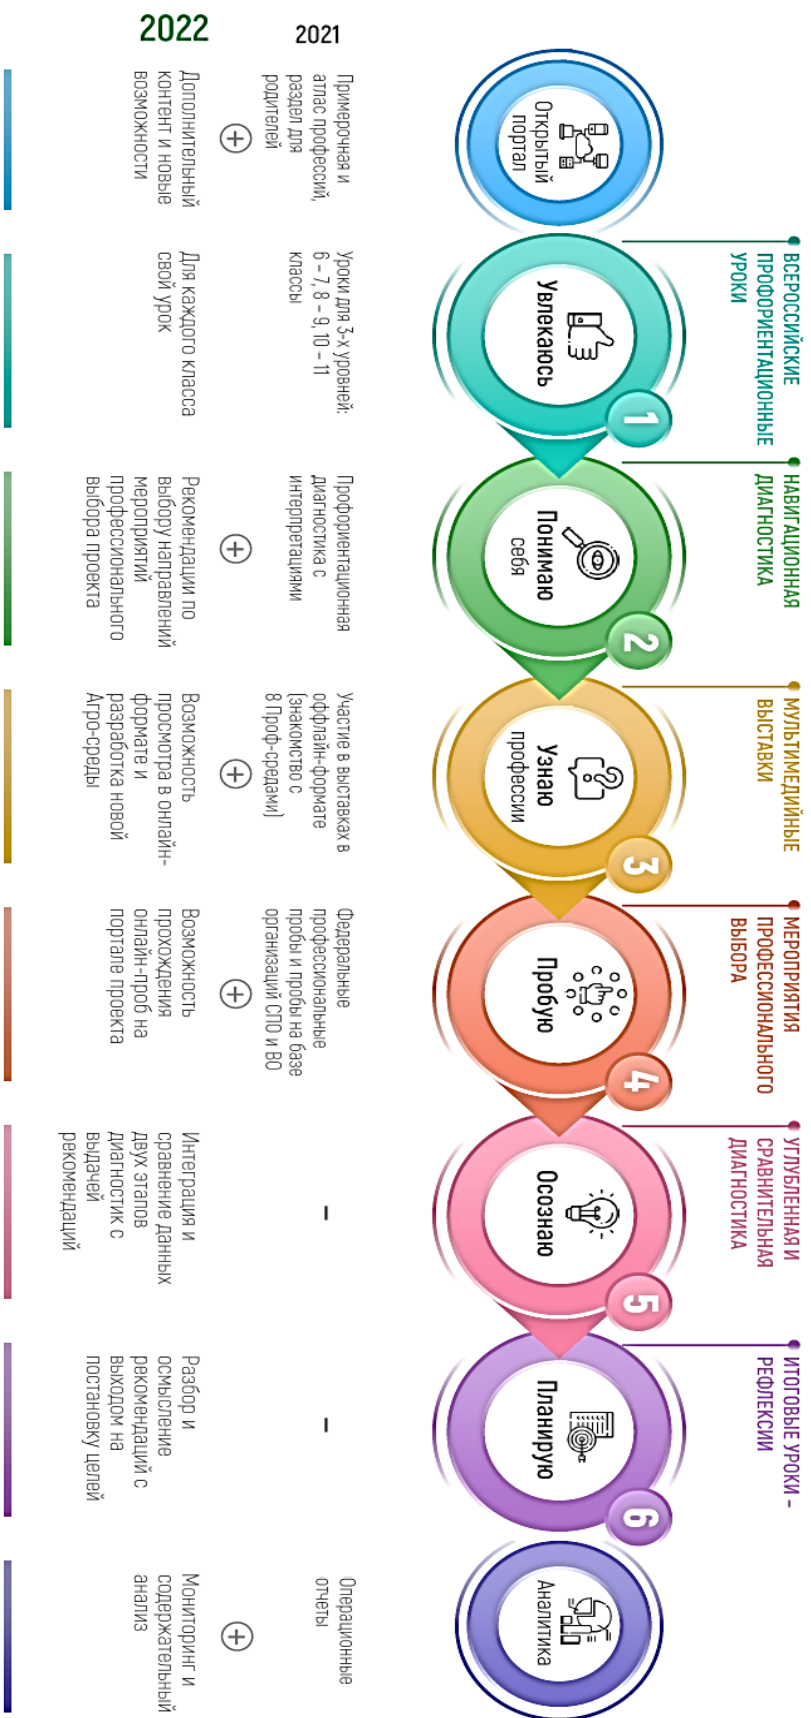 ВСЕРОССИЙСКИЕ
ПРОФОРИЕНТАЦИОННЫЕ
УРОКИ
НАВИГАЦИОННАЯ
ДИАГНОСТИКА
МУЛЬТИМЕДИЙНЫЕ
ВЫСТАВКИ
МЕРОПРИЯТИЯ
ПРОФЕССИОНАЛЬНОГО
ВЫБОРА
УГЛУБЛЕННАЯ И
СРАВНИТЕЛЬНАЯ
ДИАГНОСТИКА
ИТОГОВЫЕ УРОКИ –
РЕФЛЕКСИИ
Открытый
портал
Увлекаюсь
1
Понимаю
себя
2
Узнаю
профессии
3
Пробую
4
Осознаю
5
Планирую
6
Аналитика
2021
Примерочная и
атлас профессий,
раздел для
родителей
Уроки для 3-х уровней:
6 – 7, 8 – 9, 10 – 11
классы
Профориентационная
диагностика с
интерпретациями
Участие в выставках в
оффлайн-формате
(знакомство с
8 Проф-средами)
Федеральные
профессиональные
пробы и пробы на базе
организаций СПО и ВО
–
–
Операционные
отчеты
+
+
+
+
+
2022
Дополнительный
контент и новые
возможности
Для каждого класса
свой урок
Рекомендации по
выбору направлений
мероприятий
профессионального
выбора проекта
Возможность
просмотра в онлайн-
формате и
разработка новой
Агро-среды
Возможность
прохождения
онлайн-проб на
портале проекта
Интеграция и
сравнение данных
двух этапов
диагностик с
выдачей
рекомендаций
Разбор и
осмысление
рекомендаций с
выходом на
постановку целей
Мониторинг и
содержательный
анализ